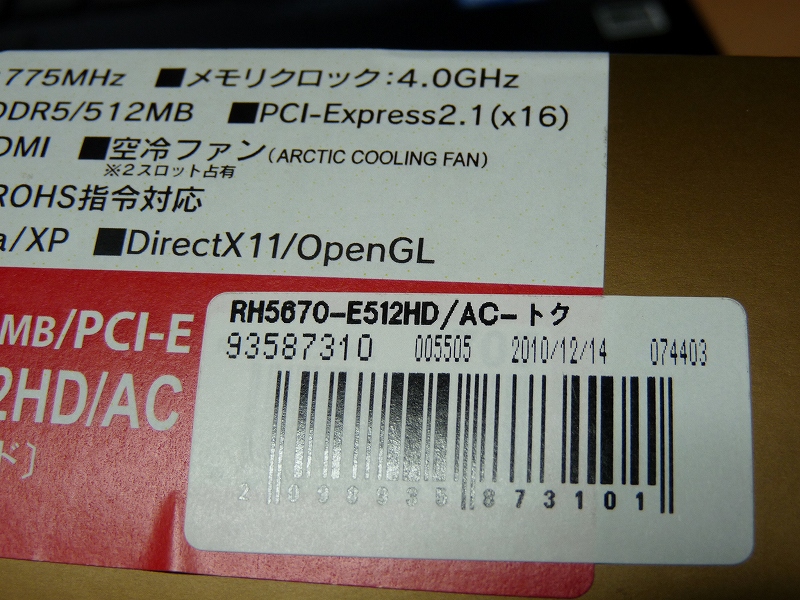 775MHz ■メモリクロック:4.0GHz
DDR5/512MB ■PCI-Express2.1(x16)
DMI ■空冷ファン(ARCTIC COOLING FAN)
※2スロット占有
ROHS指令対応
a/XP ■DirectX11/OpenGL
MB/PCI-E
2HD/AC
ド〕
RH5670-E512HD/AC-トク
93587310 005505 2010/12/14 074403
873101